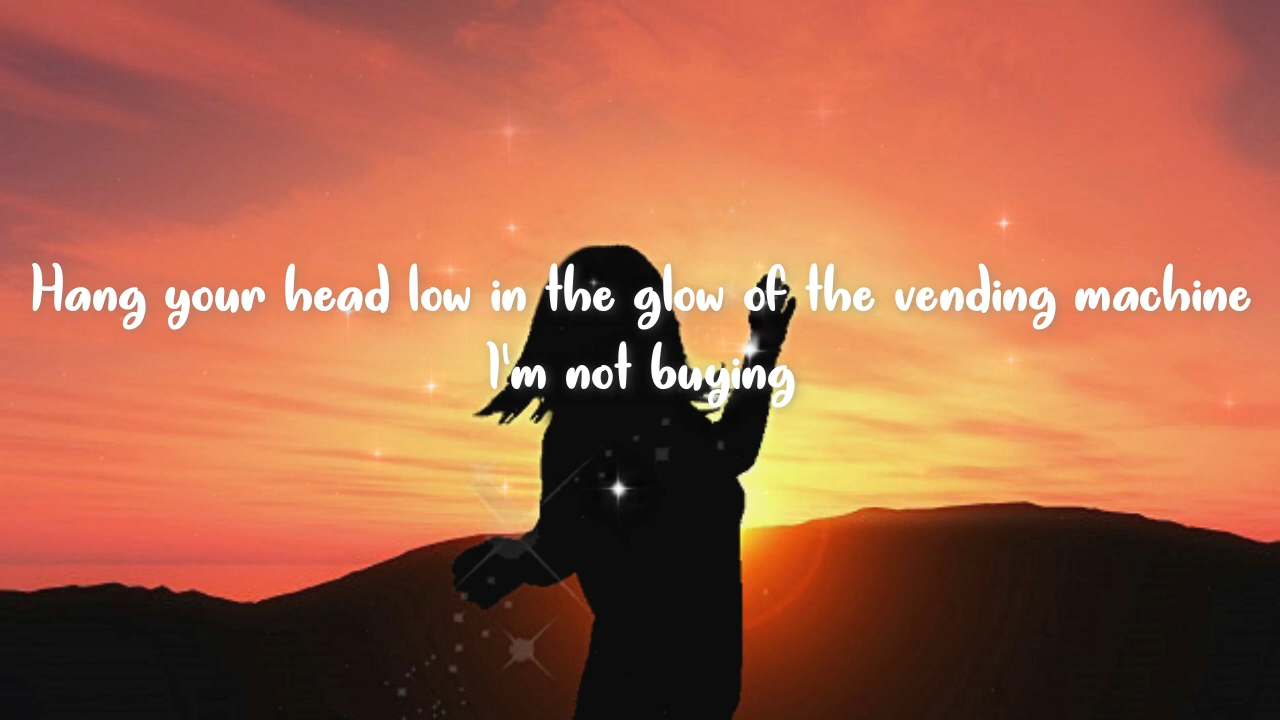 Hang your head low in the glow of the vending machine
I'm not buying